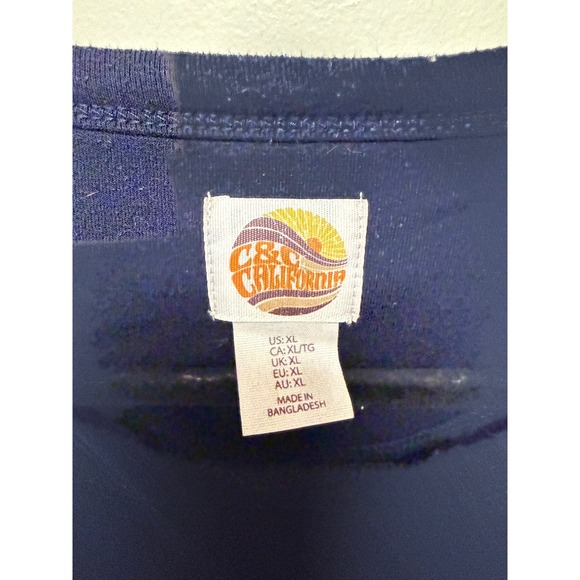 C&C
CALIFORNIA
US: XL
CA: XL/TG
UK: XL
EU: XL
AU: XL
MADE IN
BANGLADESH